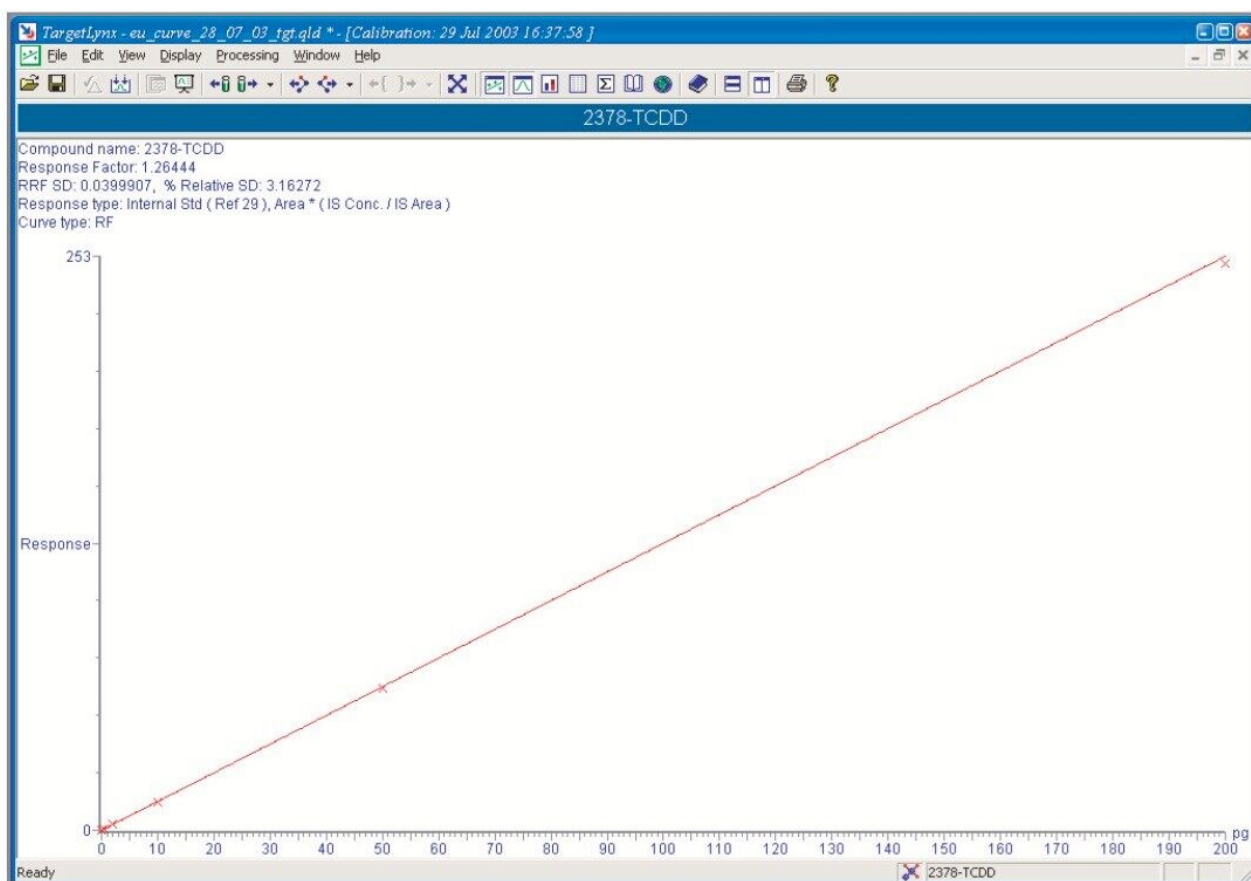 TargetLynx - eu_curve_28_07_03_tgt.qld * - [Calibration: 29 Jul 2003 16:37:58 ]
File Edit View Display Processing Window Help
2378-TCDD
Compound name: 2378-TCDD
Response Factor: 1.26444
RRF SD: 0.0399907, % Relative SD: 3.16272
Response type: Internal Std ( Ref 29 ), Area * ( IS Conc. / IS Area )
Curve type: RF
253
Response
0
0 10 20 30 40 50 60 70 80 90 100 110 120 130 140 150 160 170 180 190 200 pg
Ready 2378-TCDD